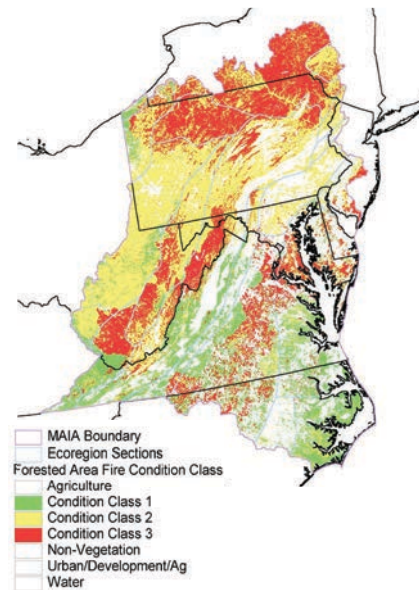 MAIA Boundary
Ecoregion Sections
Forested Area Fire Condition Class
Agriculture
Condition Class 1
Condition Class 2
Condition Class 3
Non-Vegetation
Urban/Development/Ag
Water